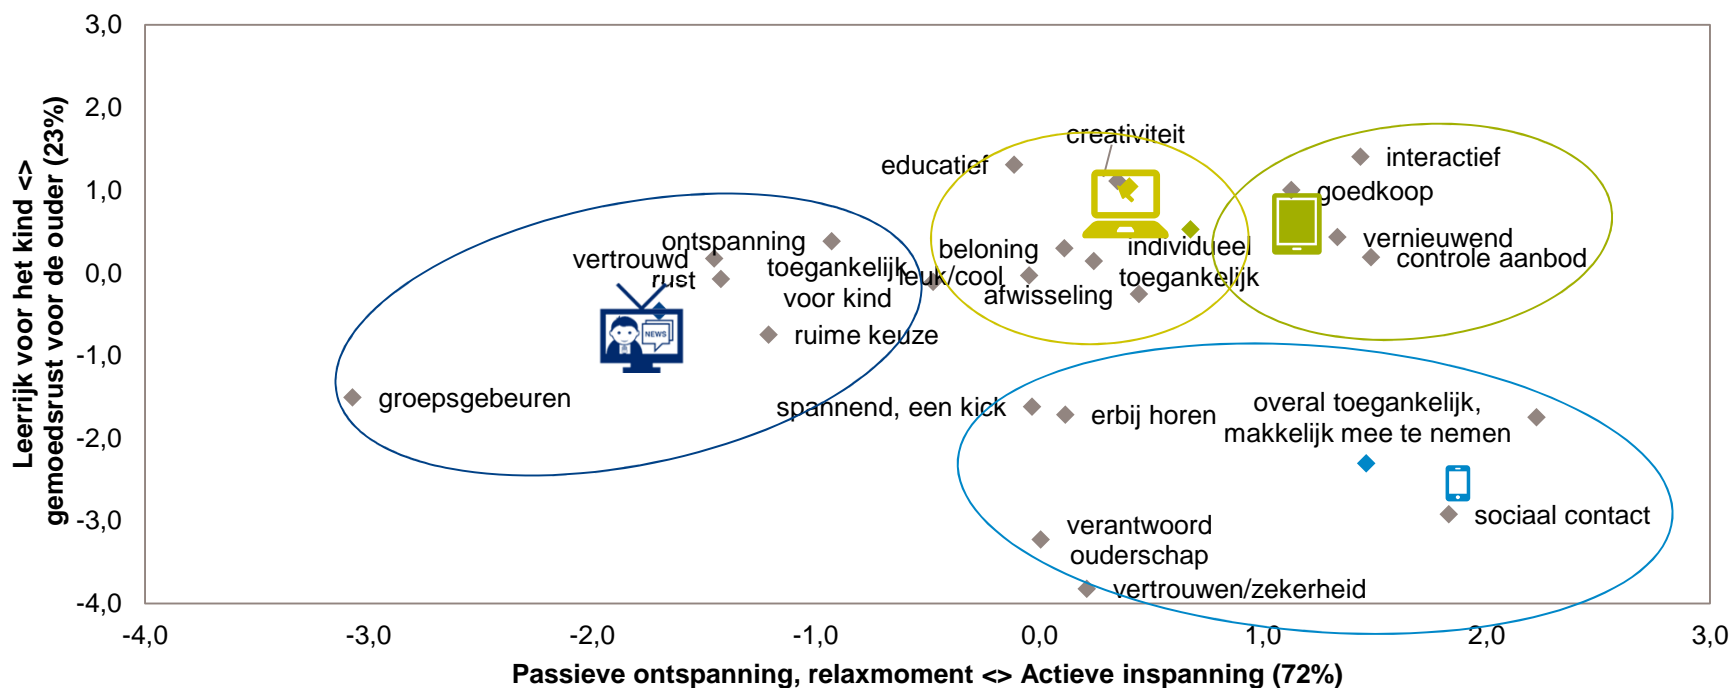 3,0
2,0
1,0
0,0
-1,0
-2,0
-3,0
-4,0
Leerrijk voor het kind <>
gemoedsrust voor de ouder (23%)
creativiteit
educatief
interactief
goedkoop
ontspanning
beloning
individueel
vernieuwend
vertrouwd
toegankelijk
voor kind
leuk/cool
toegankelijk
controle aanbod
rust
afwisseling
NEWS
ruime keuze
groepsgebeuren
spannend, een kick
erbij horen
overal toegankelijk,
makkelijk mee te nemen
sociaal contact
verantwoord
ouderschap
vertrouwen/zekerheid
-4,0
-3,0
-2,0
-1,0
0,0
1,0
2,0
3,0
Passieve ontspanning, relaxmoment <> Actieve inspanning (72%)